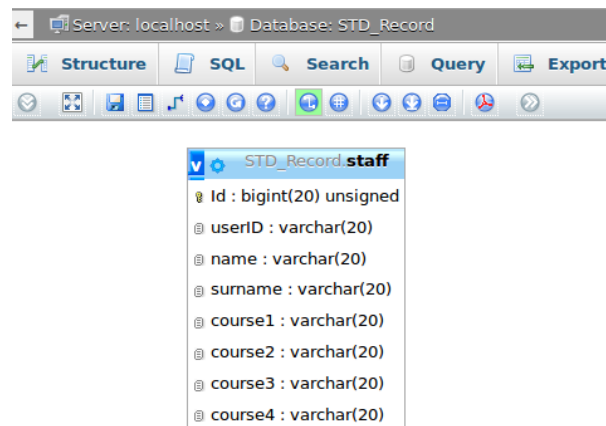 Server: localhost » Database: STD_Record
Structure SQL Search Query Export
STD_Record.staff
Id : bigint(20) unsigned
userID : varchar(20)
name : varchar(20)
surname : varchar(20)
course1 : varchar(20)
course2 : varchar(20)
course3 : varchar(20)
course4 : varchar(20)